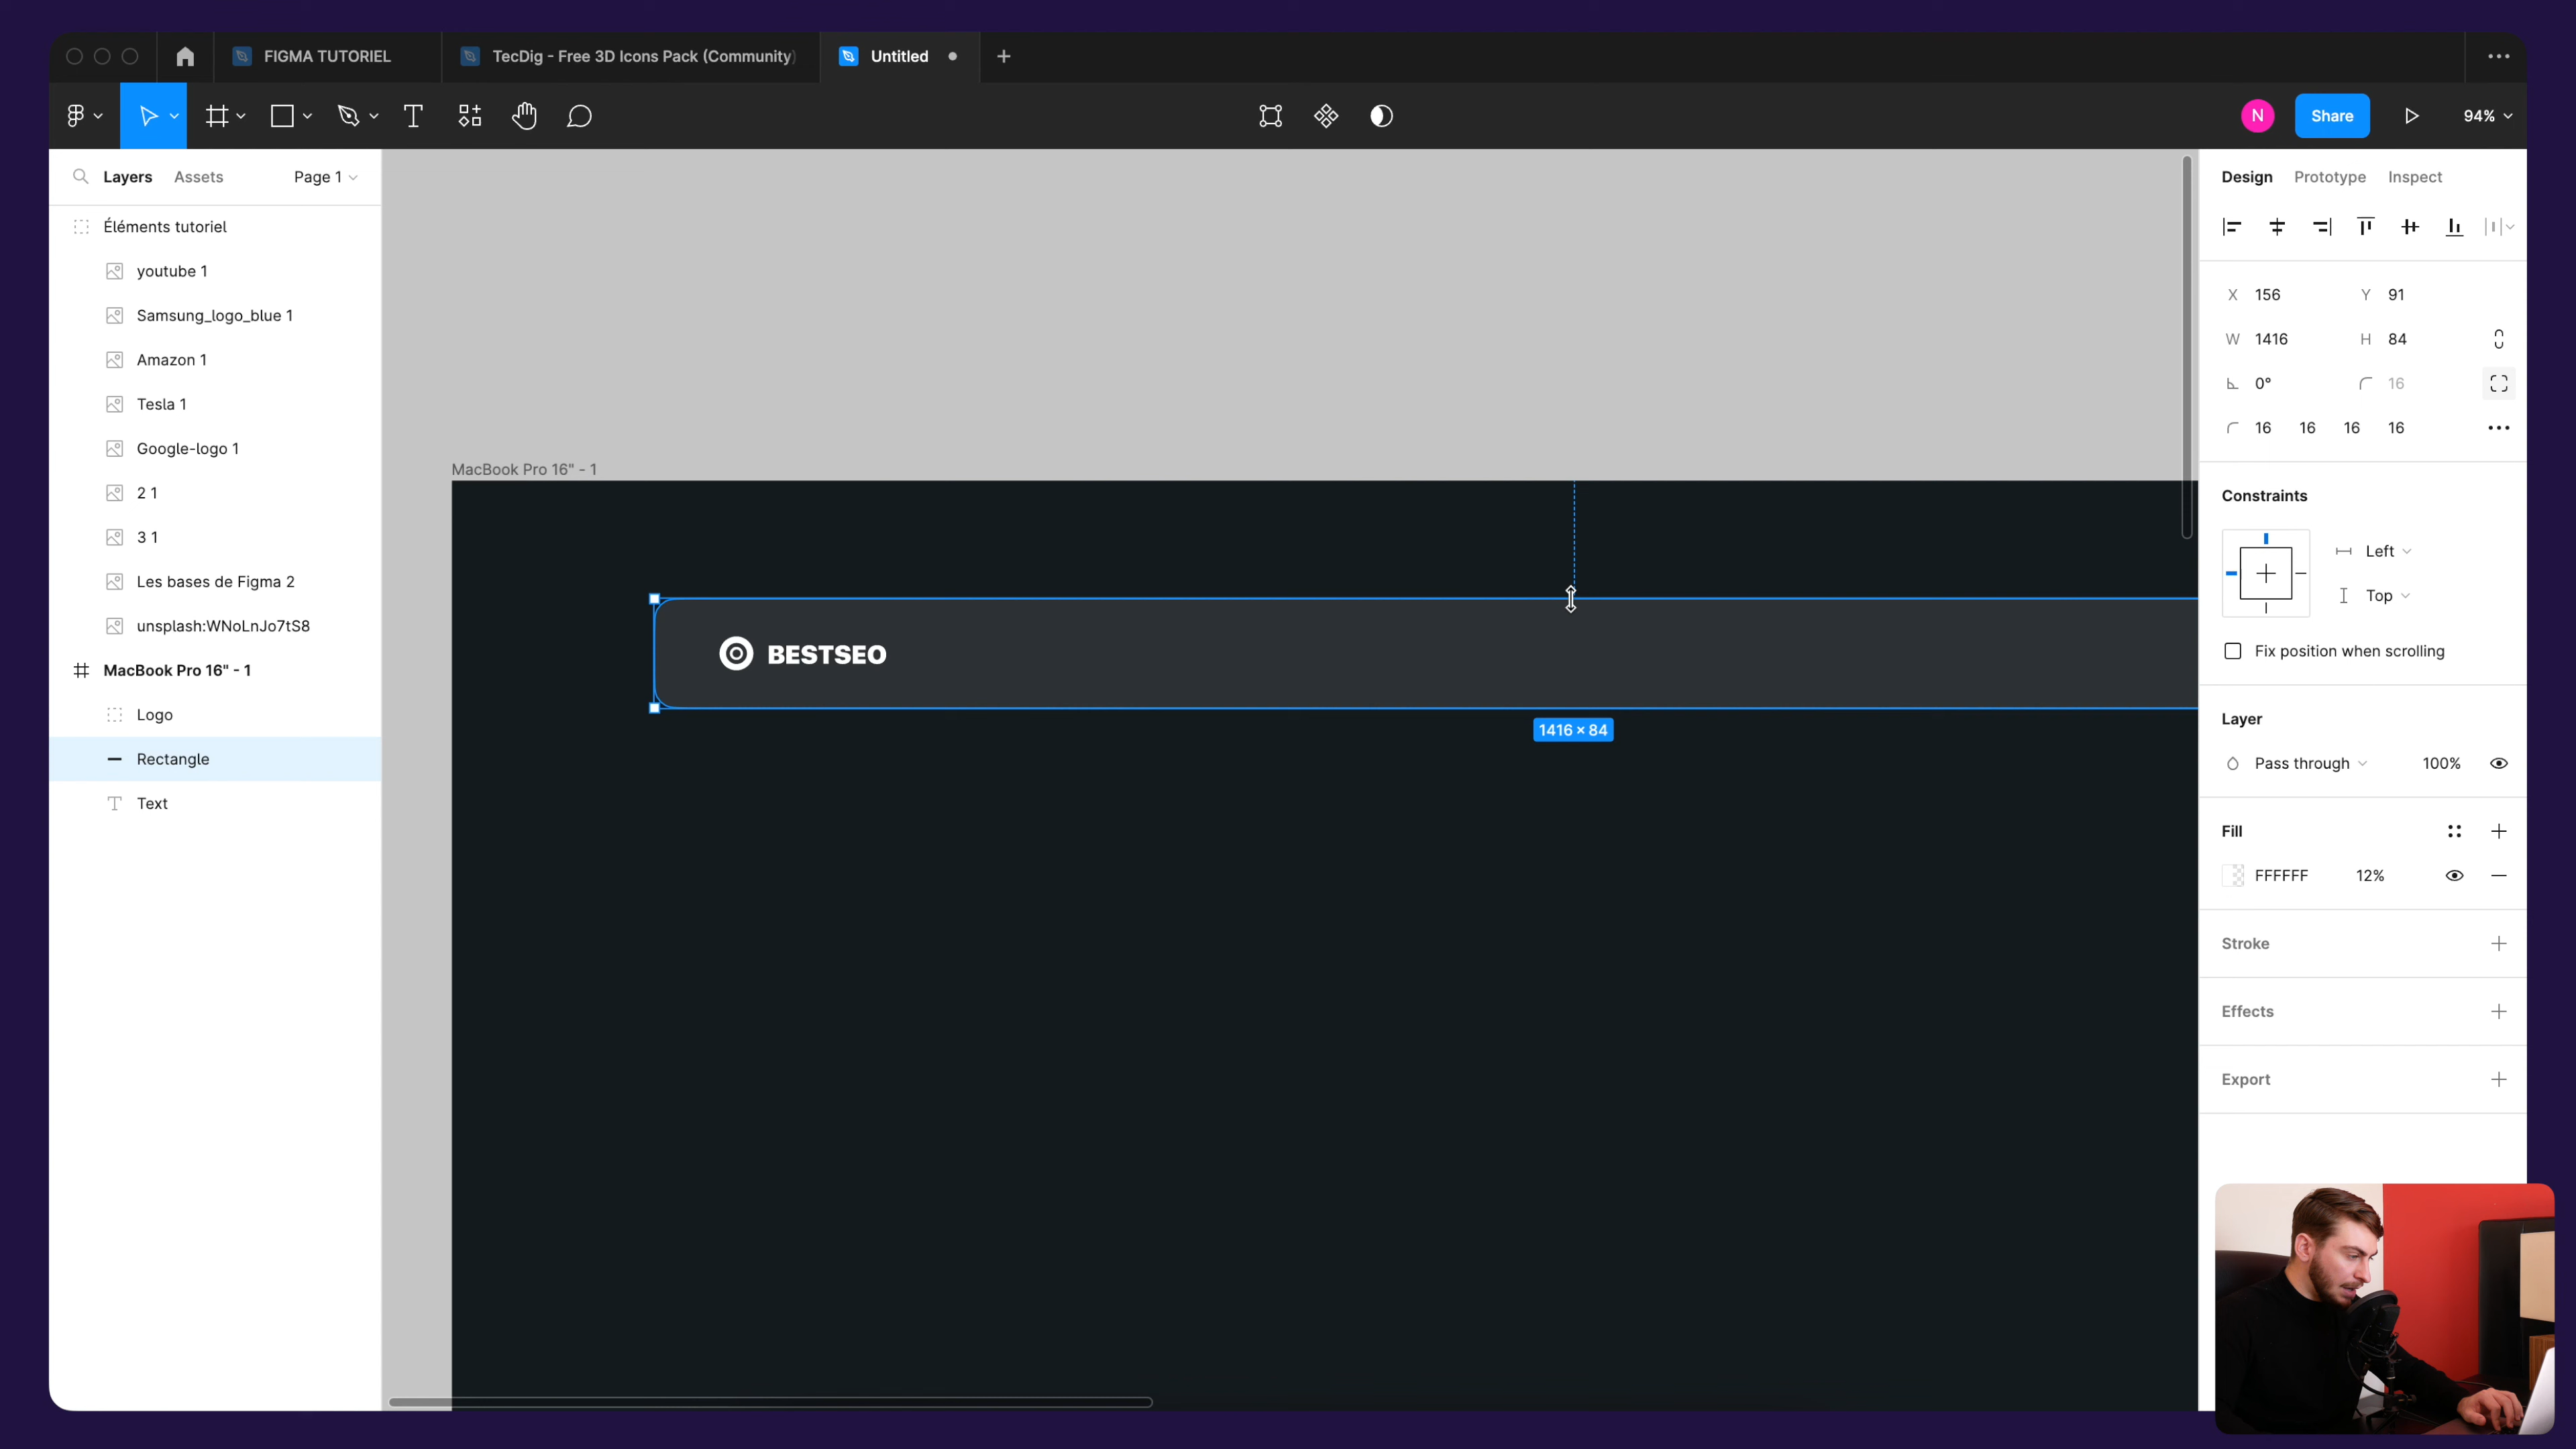 FIGMA TUTORIEL
TecDig - Free 3D Icons Pack (Community)
Untitled
N
Share
94%
Layers
Assets
Page 1
Éléments tutoriel
youtube 1
Samsung_logo_blue 1
Amazon 1
Tesla 1
Google-logo 1
2 1
3 1
Les bases de Figma 2
unsplash:WNoLnJo7tS8
MacBook Pro 16" - 1
Logo
Rectangle
Text
MacBook Pro 16" - 1
BESTSEO
1416 × 84
Design
Prototype
Inspect
X 156 Y 91
W 1416 H 84
0° 16
16 16 16 16
Constraints
Left
Top
Fix position when scrolling
Layer
Pass through 100%
Fill
FFFFFF 12%
Stroke
Effects
Export